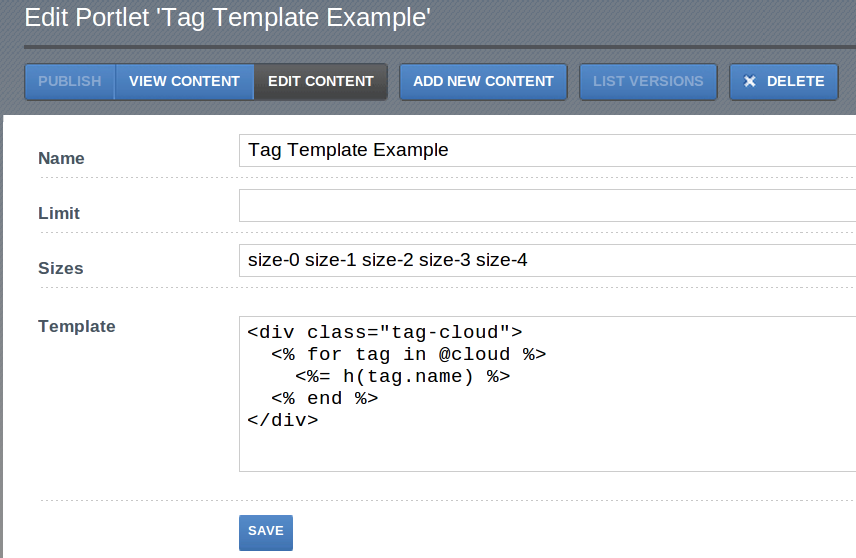 Edit Portlet 'Tag Template Example'
PUBLISH VIEW CONTENT EDIT CONTENT ADD NEW CONTENT LIST VERSIONS DELETE
Name Tag Template Example
Limit
Sizes size-0 size-1 size-2 size-3 size-4
Template
<div class="tag-cloud">
  <% for tag in @cloud %>
    <%= h(tag.name) %>
  <% end %>
</div>
SAVE